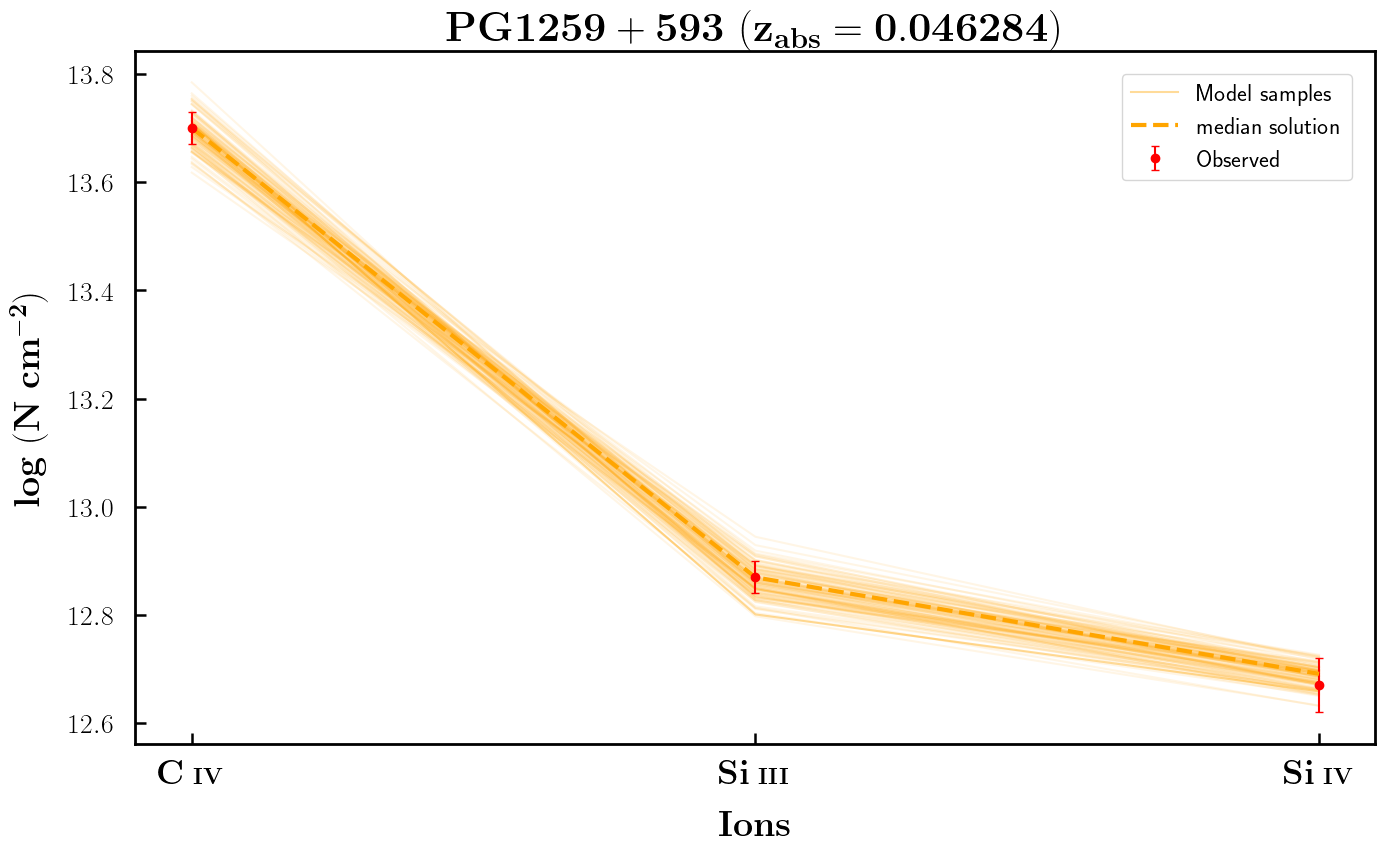 PG1259 + 593 (z_abs = 0.046284)
Model samples
median solution
Observed
log (N cm⁻²)
13.8
13.6
13.4
13.2
13.0
12.8
12.6
C IV Si III Si IV
Ions